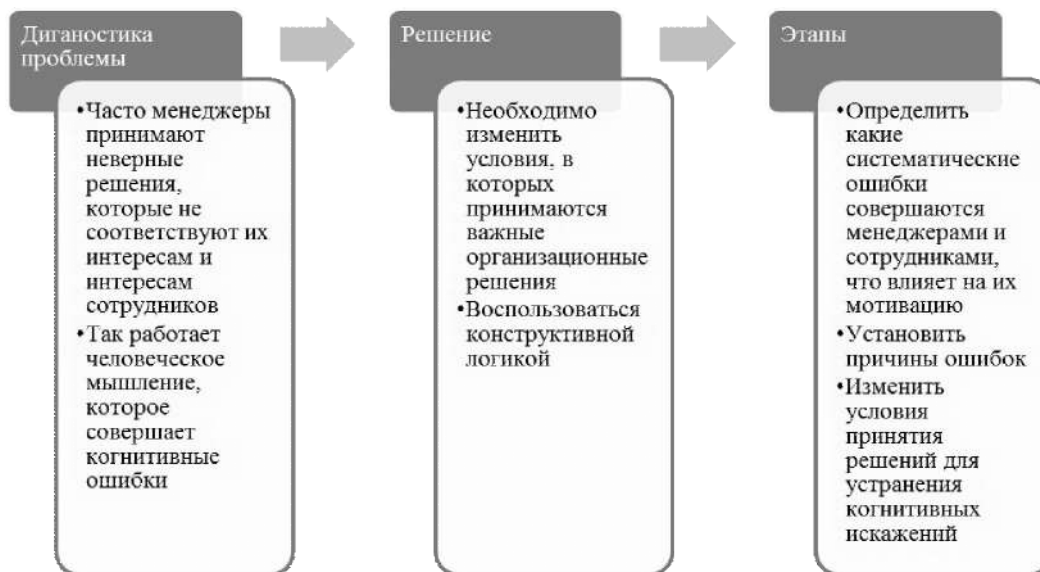 Диганостика
проблемы
•Часто менеджеры
принимают
неверные
решения,
которые не
соответствуют их
интересам и
интересам
сотрудников
•Так работает
человеческое
мышление,
которое
совершает
когнитивные
ошибки
Решение
•Необходимо
изменить
условия, в
которых
принимаются
важные
организационные
решения
•Воспользоваться
конструктивной
логикой
Этапы
•Определить
какие
систематические
ошибки
совершаются
менеджерами и
сотрудниками,
что влияет на их
мотивацию
•Установить
причины ошибок
•Изменить
условия
принятия
решений для
устранения
когнитивных
искажений